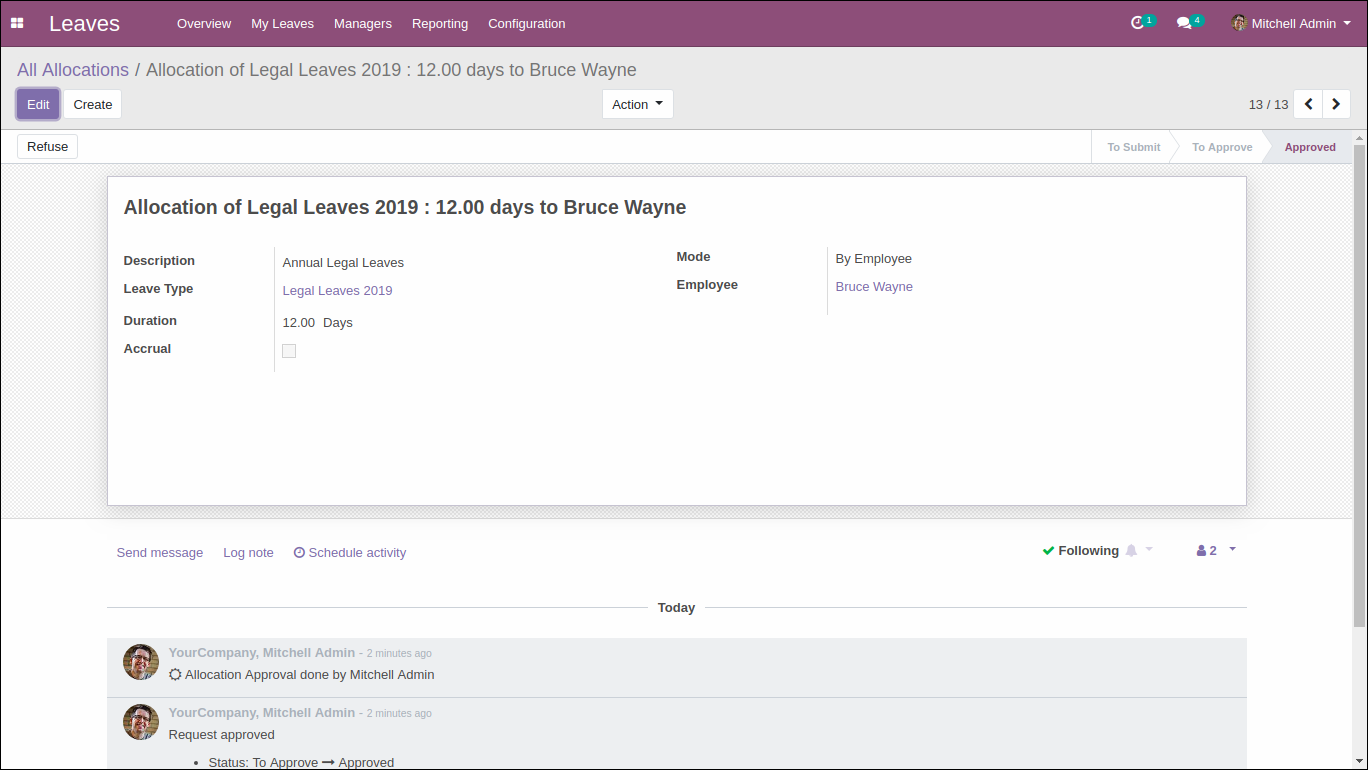 Leaves Overview My Leaves Managers Reporting Configuration 1 4 Mitchell Admin
All Allocations / Allocation of Legal Leaves 2019 : 12.00 days to Bruce Wayne
Edit Create Action 13 / 13
Refuse To Submit To Approve Approved
Allocation of Legal Leaves 2019 : 12.00 days to Bruce Wayne
Description Annual Legal Leaves
Leave Type Legal Leaves 2019
Duration 12.00 Days
Accrual
Mode By Employee
Employee Bruce Wayne
Send message Log note Schedule activity Following 2
Today
YourCompany, Mitchell Admin - 2 minutes ago
Allocation Approval done by Mitchell Admin
YourCompany, Mitchell Admin - 2 minutes ago
Request approved
• Status: To Approve → Approved